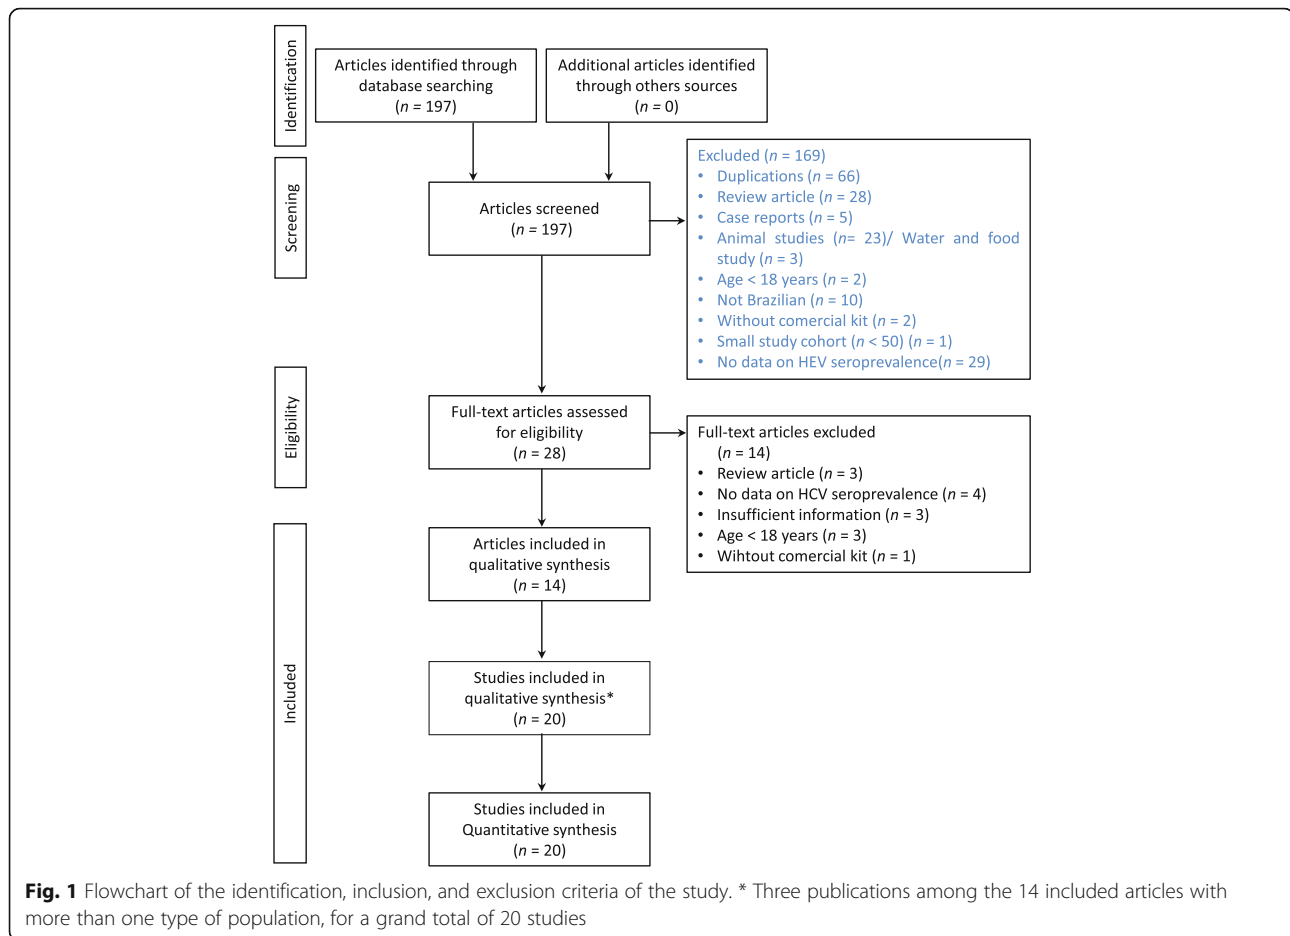 Identification
Articles identified through
database searching
(n = 197)
Additional articles identified
through others sources
(n = 0)
Screening
Articles screened
(n = 197)
Excluded (n = 169)
• Duplications (n = 66)
• Review article (n = 28)
• Case reports (n = 5)
• Animal studies (n= 23)/ Water and food
study (n = 3)
• Age < 18 years (n = 2)
• Not Brazilian (n = 10)
• Without comercial kit (n = 2)
• Small study cohort (n < 50) (n = 1)
• No data on HEV seroprevalence(n = 29)
Eligibility
Full-text articles assessed
for eligibility
(n = 28)
Full-text articles excluded
(n = 14)
• Review article (n = 3)
• No data on HCV seroprevalence (n = 4)
• Insufficient information (n = 3)
• Age < 18 years (n = 3)
• Wihtout comercial kit (n = 1)
Included
Articles included in
qualitative synthesis
(n = 14)
Studies included in
qualitative synthesis*
(n = 20)
Studies included in
Quantitative synthesis
(n = 20)
Fig. 1 Flowchart of the identification, inclusion, and exclusion criteria of the study. * Three publications among the 14 included articles with
more than one type of population, for a grand total of 20 studies